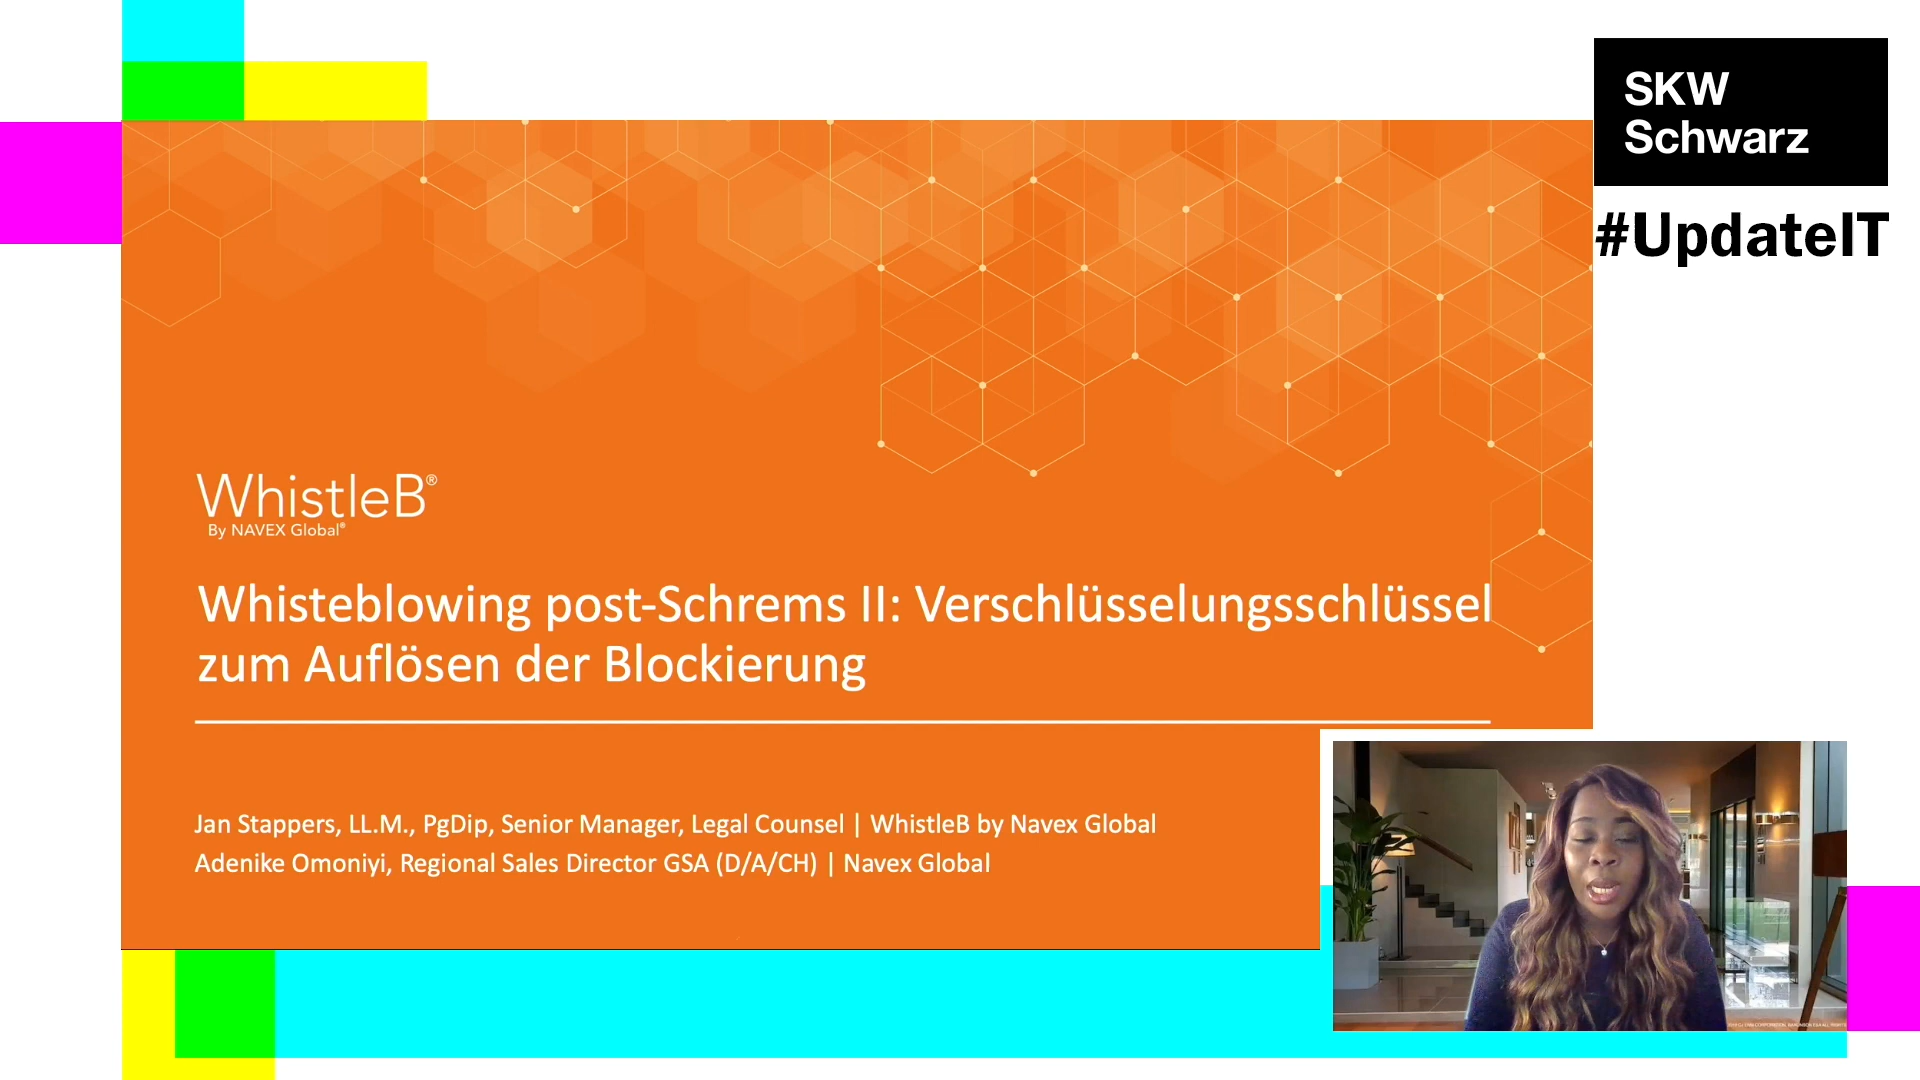 SKW
Schwarz
#UpdateIT
WhistleB®
By NAVEX Global®
Whisteblowing post-Schrems II: Verschlüsselungsschlüssel
zum Auflösen der Blockierung
Jan Stappers, LL.M., PgDip, Senior Manager, Legal Counsel | WhistleB by Navex Global
Adenike Omoniyi, Regional Sales Director GSA (D/A/CH) | Navex Global